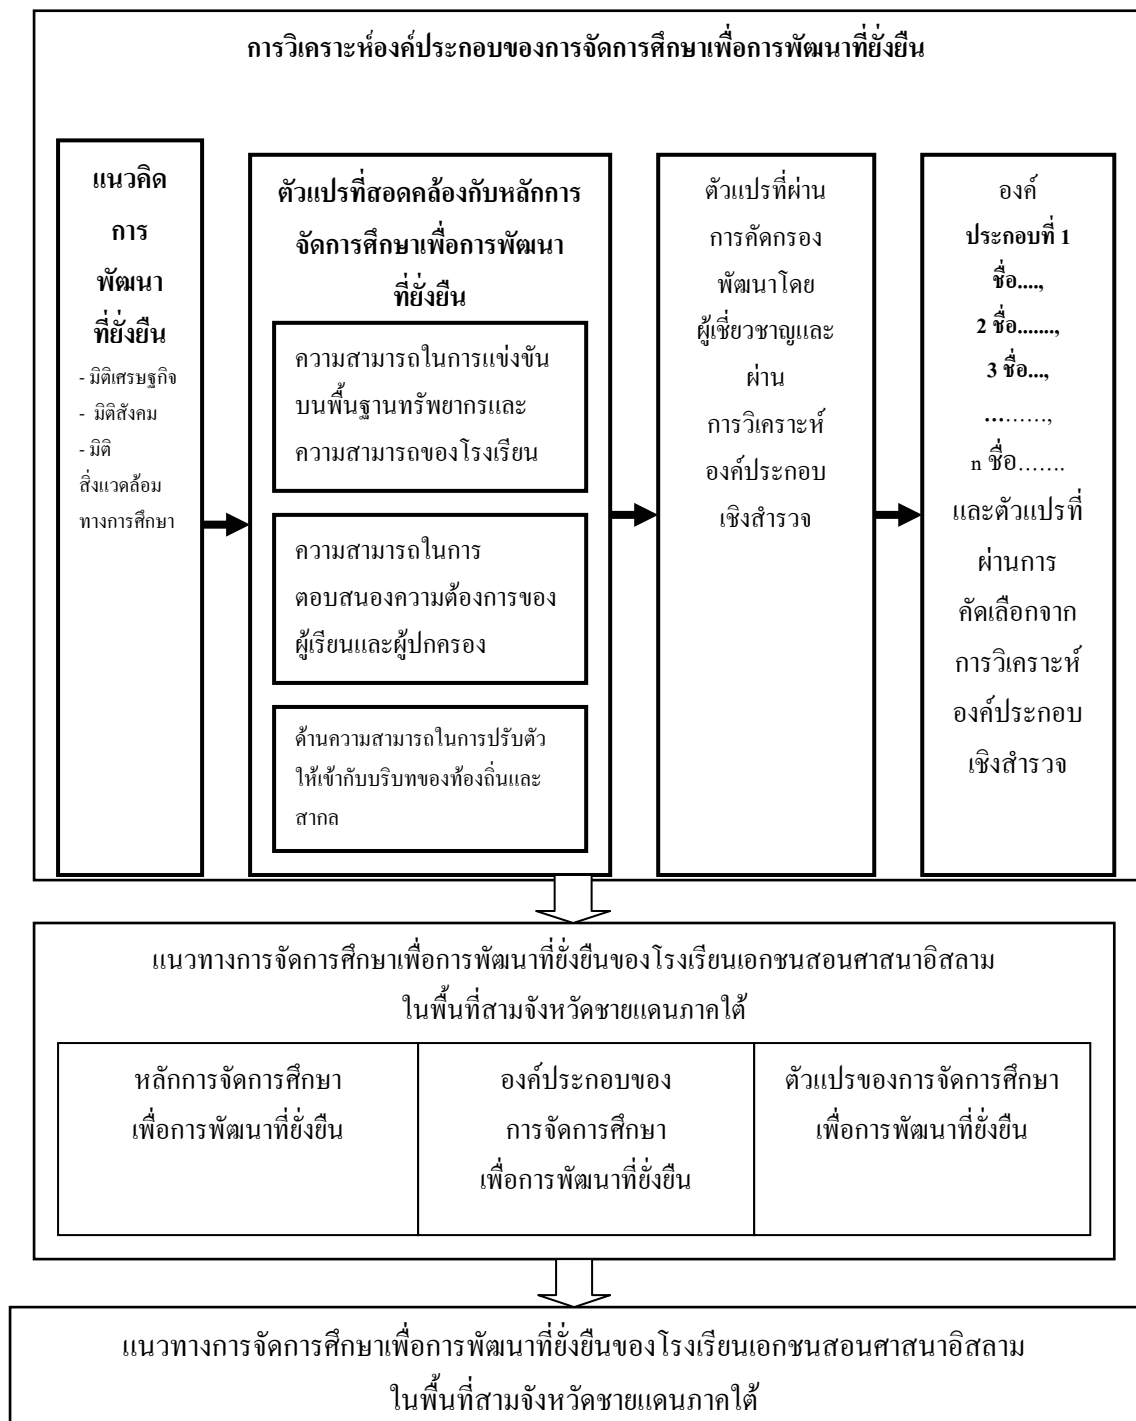 การวิเคราะห์องค์ประกอบของการจัดการศึกษาเพื่อการพัฒนาที่ยั่งยืน
แนวคิด
การ
พัฒนา
ที่ยั่งยืน
- มิติเศรษฐกิจ
- มิติสังคม
- มิติ
สิ่งแวดล้อม
ทางการศึกษา
ตัวแปรที่สอดคล้องกับหลักการ
จัดการศึกษาเพื่อการพัฒนา
ที่ยั่งยืน
ความสามารถในการแข่งขัน
บนพื้นฐานทรัพยากรและ
ความสามารถของโรงเรียน
ความสามารถในการ
ตอบสนองความต้องการของ
ผู้เรียนและผู้ปกครอง
ด้านความสามารถในการปรับตัว
ให้เข้ากับบริบทของท้องถิ่นและ
สากล
ตัวแปรที่ผ่าน
การคัดกรอง
พัฒนาโดย
ผู้เชี่ยวชาญและ
ผ่าน
การวิเคราะห์
องค์ประกอบ
เชิงสำรวจ
องค์
ประกอบที่ 1
ชื่อ....,
2 ชื่อ.......,
3 ชื่อ...,
………,
n ชื่อ…….
และตัวแปรที่
ผ่านการ
คัดเลือกจาก
การวิเคราะห์
องค์ประกอบ
เชิงสำรวจ
แนวทางการจัดการศึกษาเพื่อการพัฒนาที่ยั่งยืนของโรงเรียนเอกชนสอนศาสนาอิสลาม
ในพื้นที่สามจังหวัดชายแดนภาคใต้
หลักการจัดการศึกษา
เพื่อการพัฒนาที่ยั่งยืน
องค์ประกอบของ
การจัดการศึกษา
เพื่อการพัฒนาที่ยั่งยืน
ตัวแปรของการจัดการศึกษา
เพื่อการพัฒนาที่ยั่งยืน
แนวทางการจัดการศึกษาเพื่อการพัฒนาที่ยั่งยืนของโรงเรียนเอกชนสอนศาสนาอิสลาม
ในพื้นที่สามจังหวัดชายแดนภาคใต้